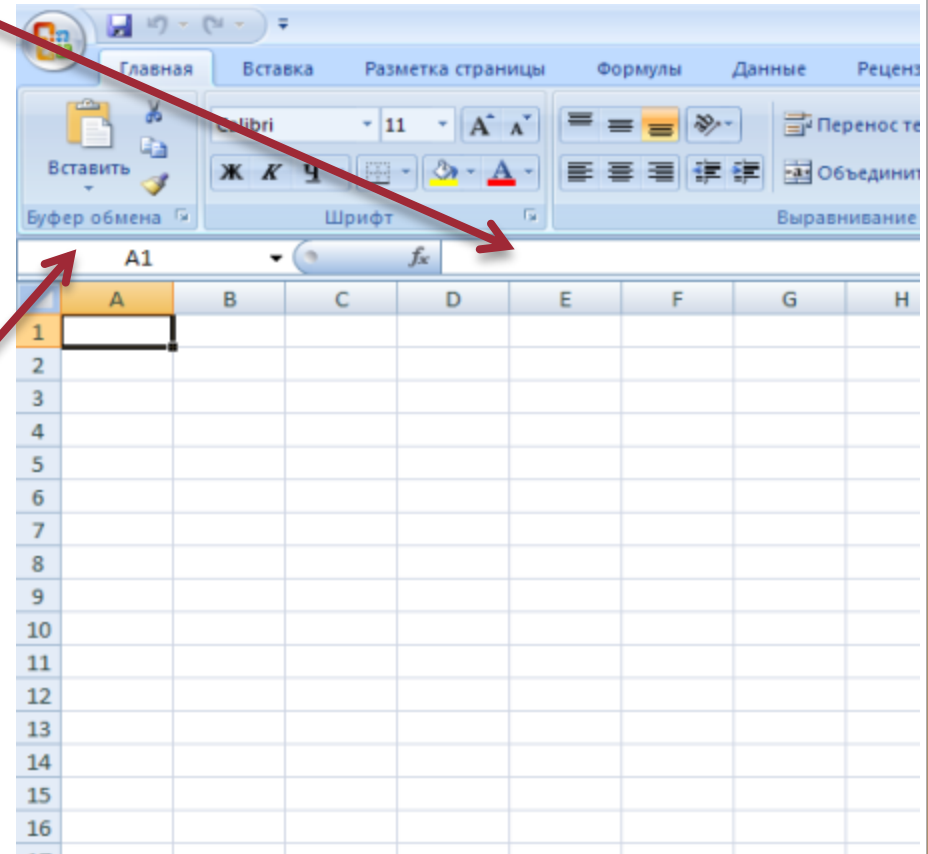 Главная Вставка Разметка страницы Формулы Данные Реценз
Calibri 11 A A Перенос те
Вставить Ж К Ч A Объединит
Буфер обмена Шрифт Выравнивание
A1 fx
A B C D E F G H
1
2
3
4
5
6
7
8
9
10
11
12
13
14
15
16